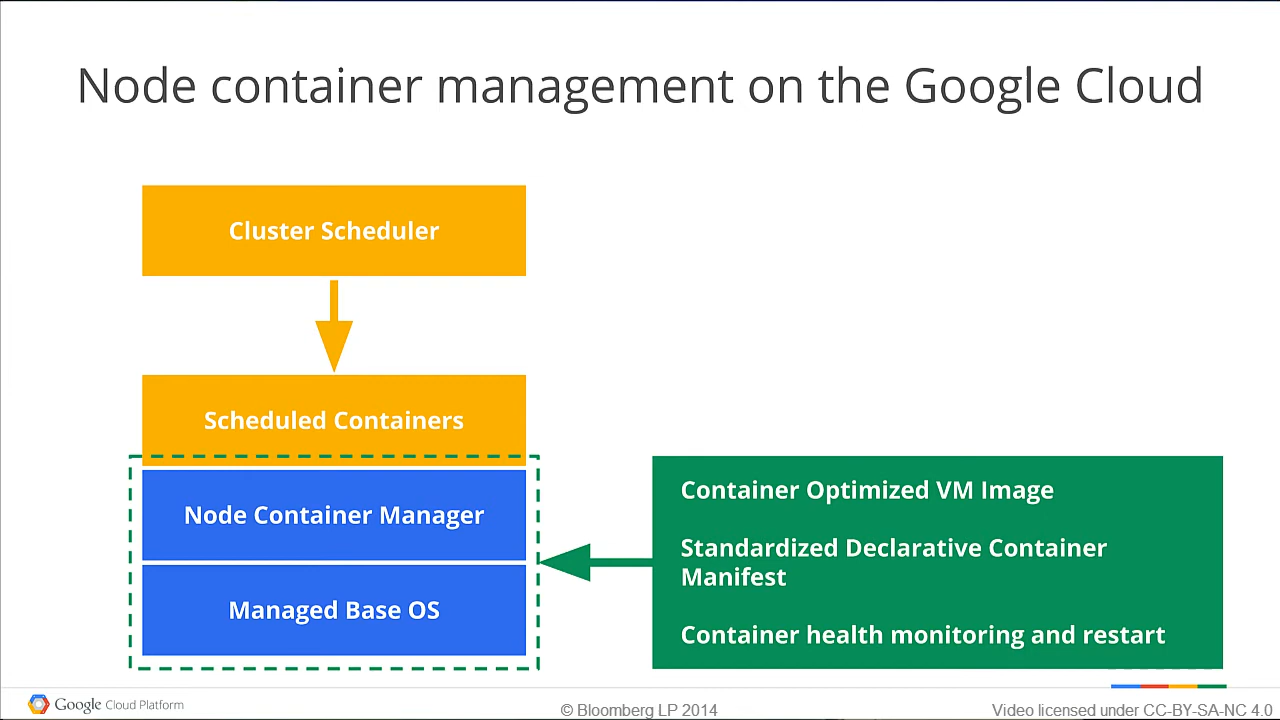 Node container management on the Google Cloud
Cluster Scheduler
Scheduled Containers
Node Container Manager
Managed Base OS
Container Optimized VM Image
Standardized Declarative Container
Manifest
Container health monitoring and restart
Google Cloud Platform
© Bloomberg LP 2014
Video licensed under CC-BY-SA-NC 4.0